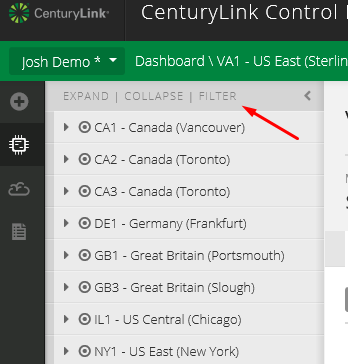 CenturyLink CenturyLink Control
Josh Demo * Dashboard \ VA1 - US East (Sterlin
EXPAND | COLLAPSE | FILTER
CA1 - Canada (Vancouver)
CA2 - Canada (Toronto)
CA3 - Canada (Toronto)
DE1 - Germany (Frankfurt)
GB1 - Great Britain (Portsmouth)
GB3 - Great Britain (Slough)
IL1 - US Central (Chicago)
NY1 - US East (New York)